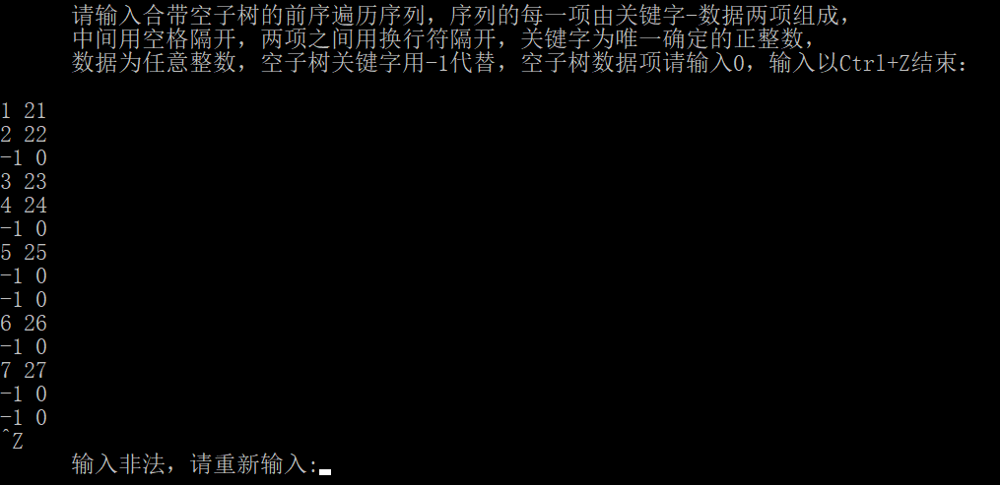 请输入合带空子树的前序遍历序列，序列的每一项由关键字-数据两项组成，
中间用空格隔开，两项之间用换行符隔开，关键字为唯一确定的正整数，
数据为任意整数，空子树关键字用-1代替，空子树数据项请输入0，输入以Ctrl+Z结束：
1 21
2 22
-1 0
3 23
4 24
-1 0
5 25
-1 0
-1 0
6 26
-1 0
7 27
-1 0
-1 0
^Z
输入非法，请重新输入: